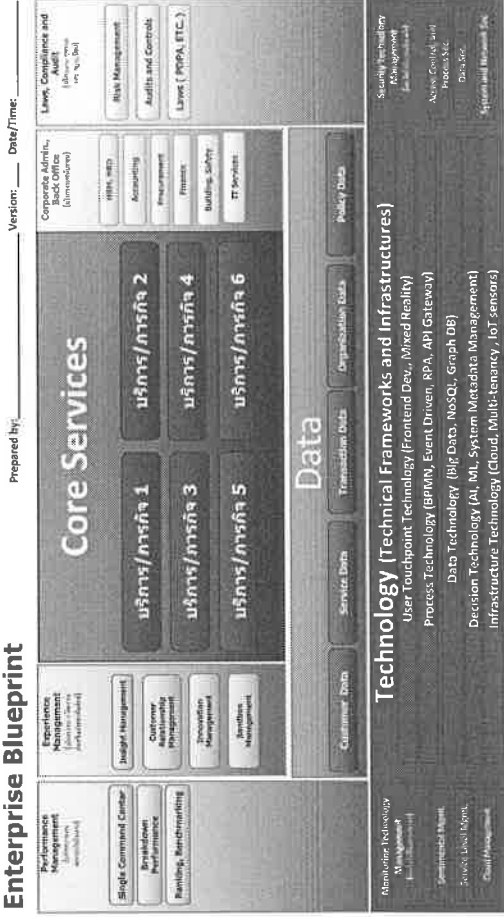 Enterprise Blueprint
Prepared by:
Version:
Date/Time:
Performance
Management
Single Command Center
Breakdown
Performance
Ranking, Benchmarking
Experience
Management
Insight Management
Customer
Relationship
Management
Innovation
Management
Management
Core Services
บริการ/ภารกิจ 1
บริการ/ภารกิจ 2
บริการ/ภารกิจ 3
บริการ/ภารกิจ 4
บริการ/ภารกิจ 5
บริการ/ภารกิจ 6
Corporate Admin,
Back Office
HRM, HRD
Accounting
Procurement
Finance
Building, Safety
IT Services
Laws, Compliance and
Audit
Risk Management
Audits and Controls
Laws ( PDPA, ETC.)
Data
Customer Data
Service Data
Transaction Data
Organization Data
Policy Data
Monitoring Technology
Management
Sentimental Mgmt.
Service Level Mgmt.
Cloud Management
Technology (Technical Frameworks and Infrastructures)
User Touchpoint Technology (Frontend Dev., Mixed Reality)
Process Technology (BPMN, Event Driven, RPA, API Gateway)
Data Technology (Big Data, NoSQL, Graph DB)
Decision Technology (AI, ML, System Metadata Management)
Infrastructure Technology (Cloud, Multi-tenancy, IoT sensors)
Security Technology
Management
Access Control, and
Process Sec.
Data Sec.
System and Network Sec.